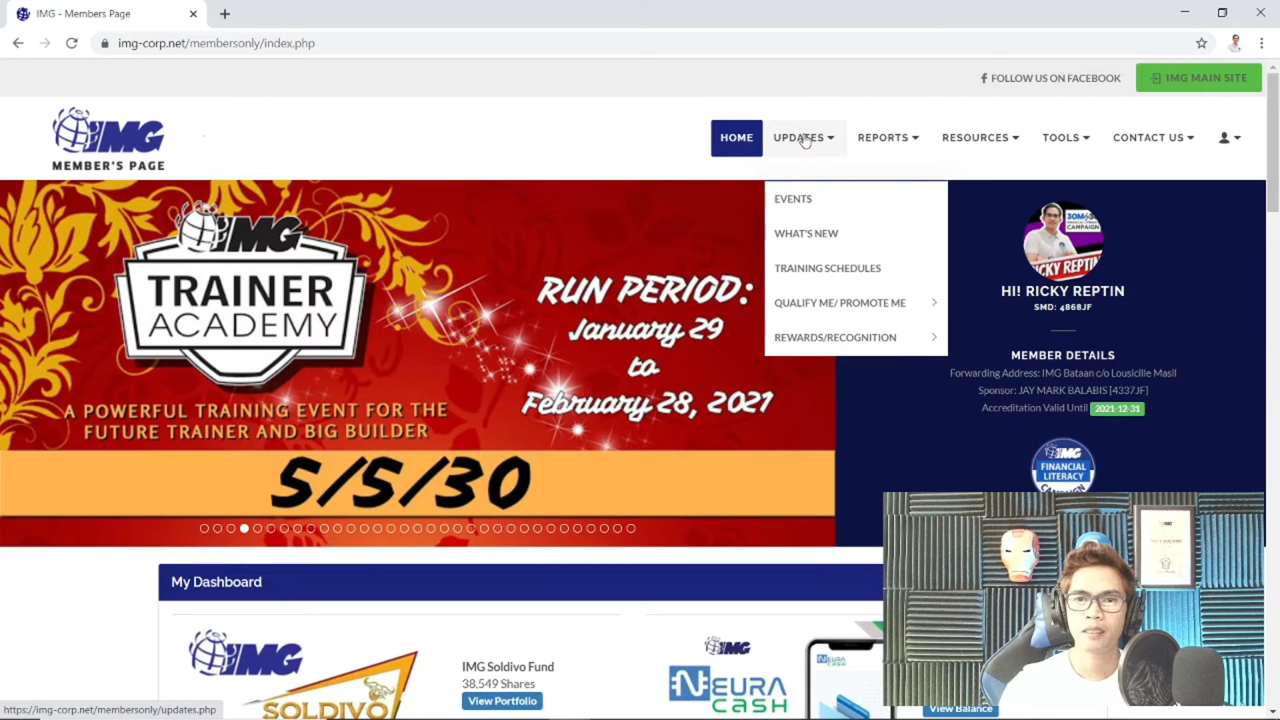 IMG - Members Page
img-corp.net/membersonly/index.php
FOLLOW US ON FACEBOOK
IMG MAIN SITE
IMG
MEMBER'S PAGE
HOME
UPDATES
REPORTS
RESOURCES
TOOLS
CONTACT US
EVENTS
WHAT'S NEW
TRAINING SCHEDULES
QUALIFY ME/ PROMOTE ME
REWARDS/RECOGNITION
IMG
TRAINER
ACADEMY
A POWERFUL TRAINING EVENT FOR THE
FUTURE TRAINER AND BIG BUILDER
RUN PERIOD:
January 29
to
February 28, 2021
5/5/30
30M
CAMPAIGN
RICKY REPTIN
HI! RICKY REPTIN
SMD: 4868JF
MEMBER DETAILS
Forwarding Address: IMG Bataan c/o Lousicille Masil
Sponsor: JAY MARK BALABIS [4337JF]
Accreditation Valid Until 2021-12-31
IMG
FINANCIAL
LITERACY
My Dashboard
IMG
SOLDIVO
IMG Soldivo Fund
38,549 Shares
View Portfolio
IMG
NEURA
CASH
View Balance
https://img-corp.net/membersonly/updates.php